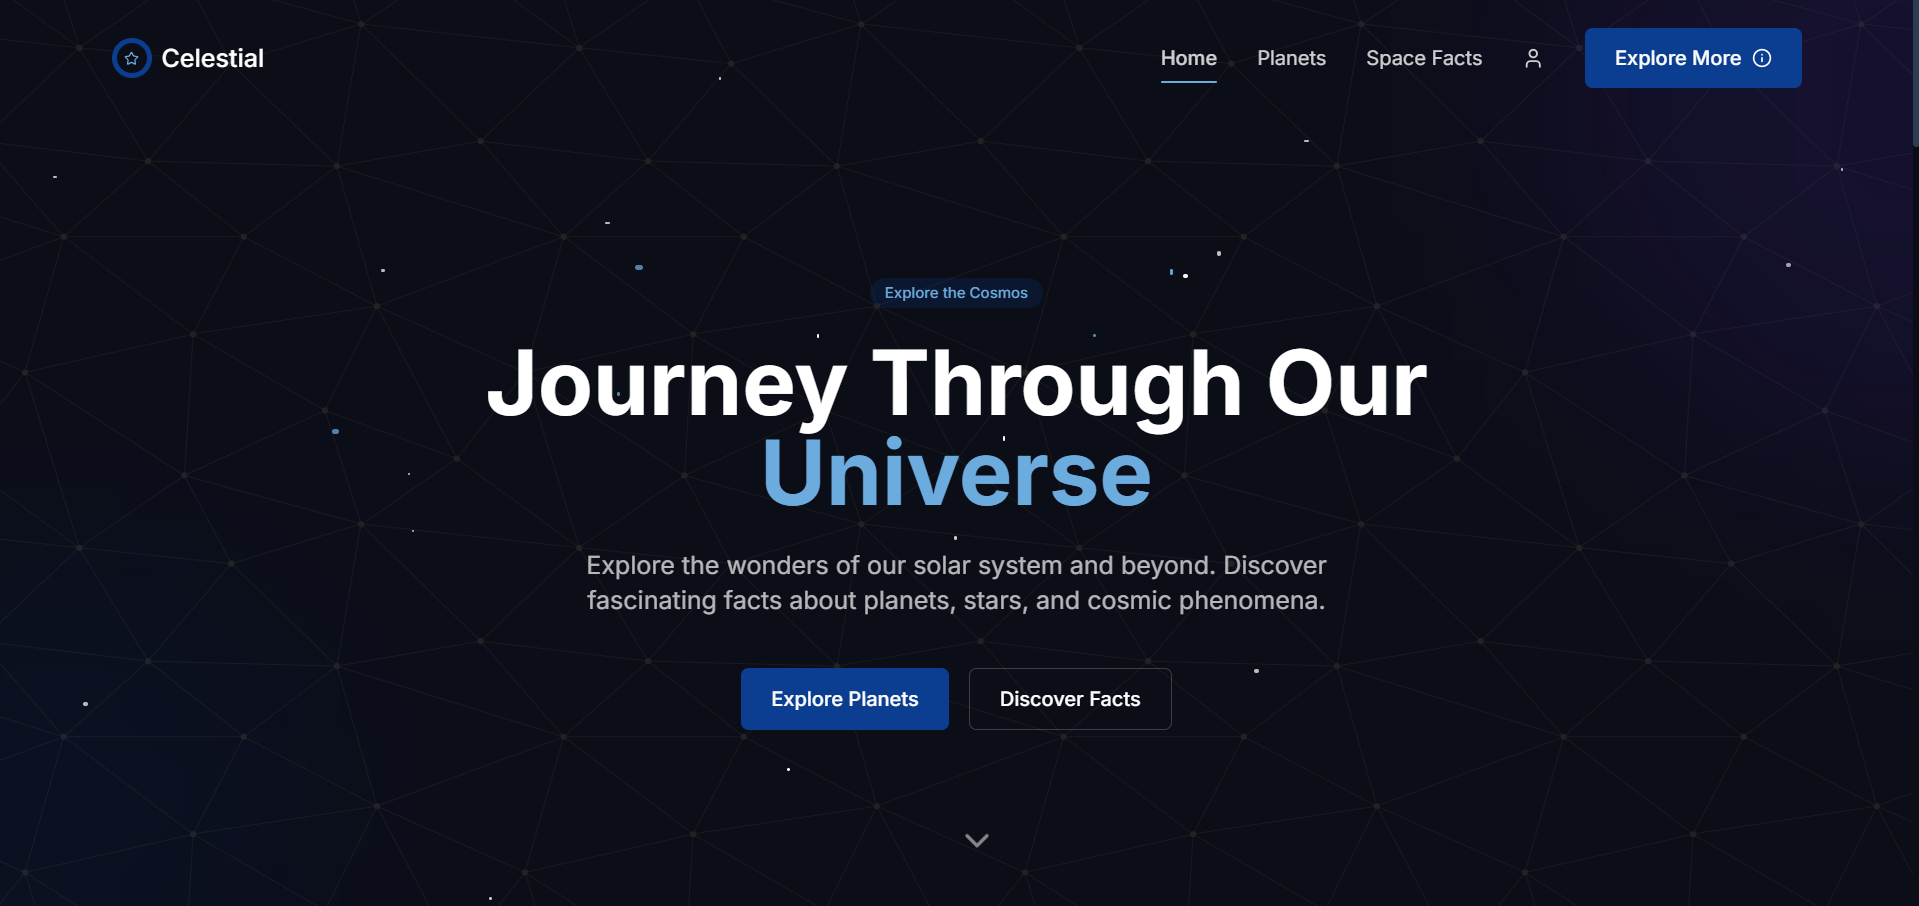 Celestial
Home
Planets
Space Facts
Explore More
Explore the Cosmos
Journey Through Our
Universe
Explore the wonders of our solar system and beyond. Discover
fascinating facts about planets, stars, and cosmic phenomena.
Explore Planets
Discover Facts